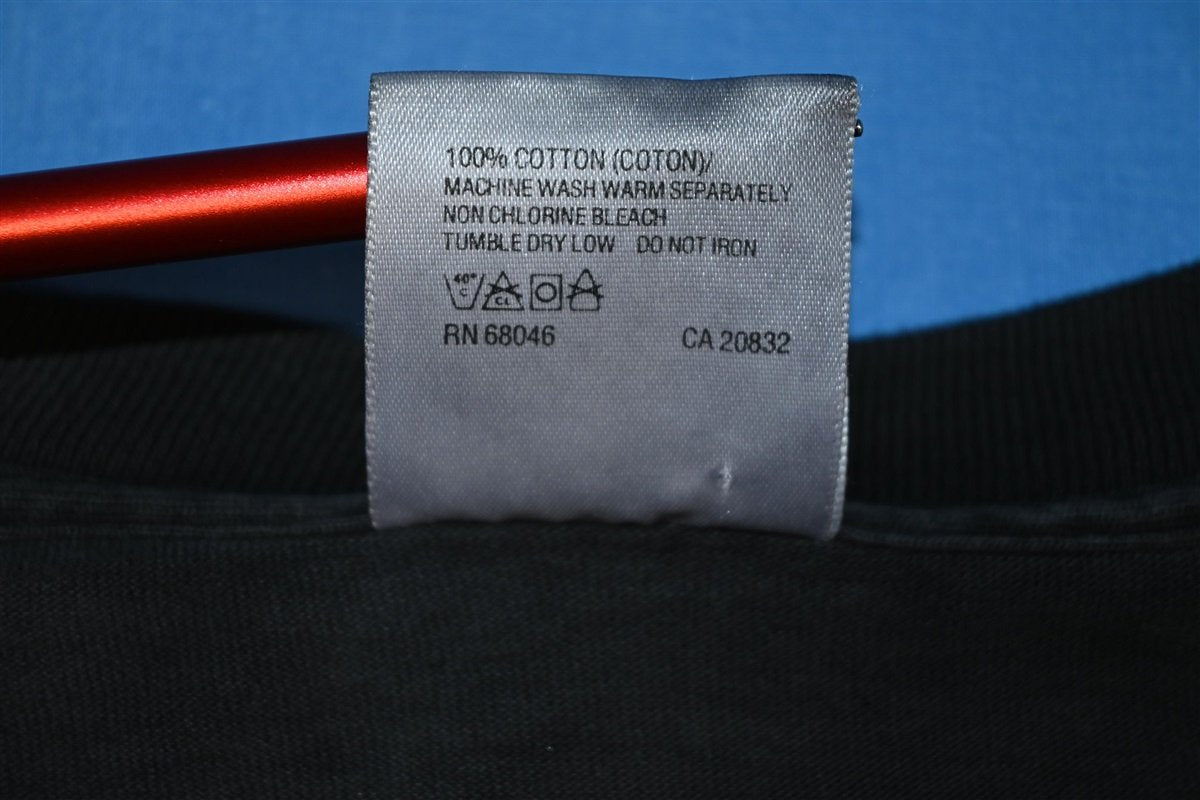 100% COTTON (COTON)/
MACHINE WASH WARM SEPARATELY
NON CHLORINE BLEACH
TUMBLE DRY LOW DO NOT IRON
40° C CL
RN 68046 CA 20832